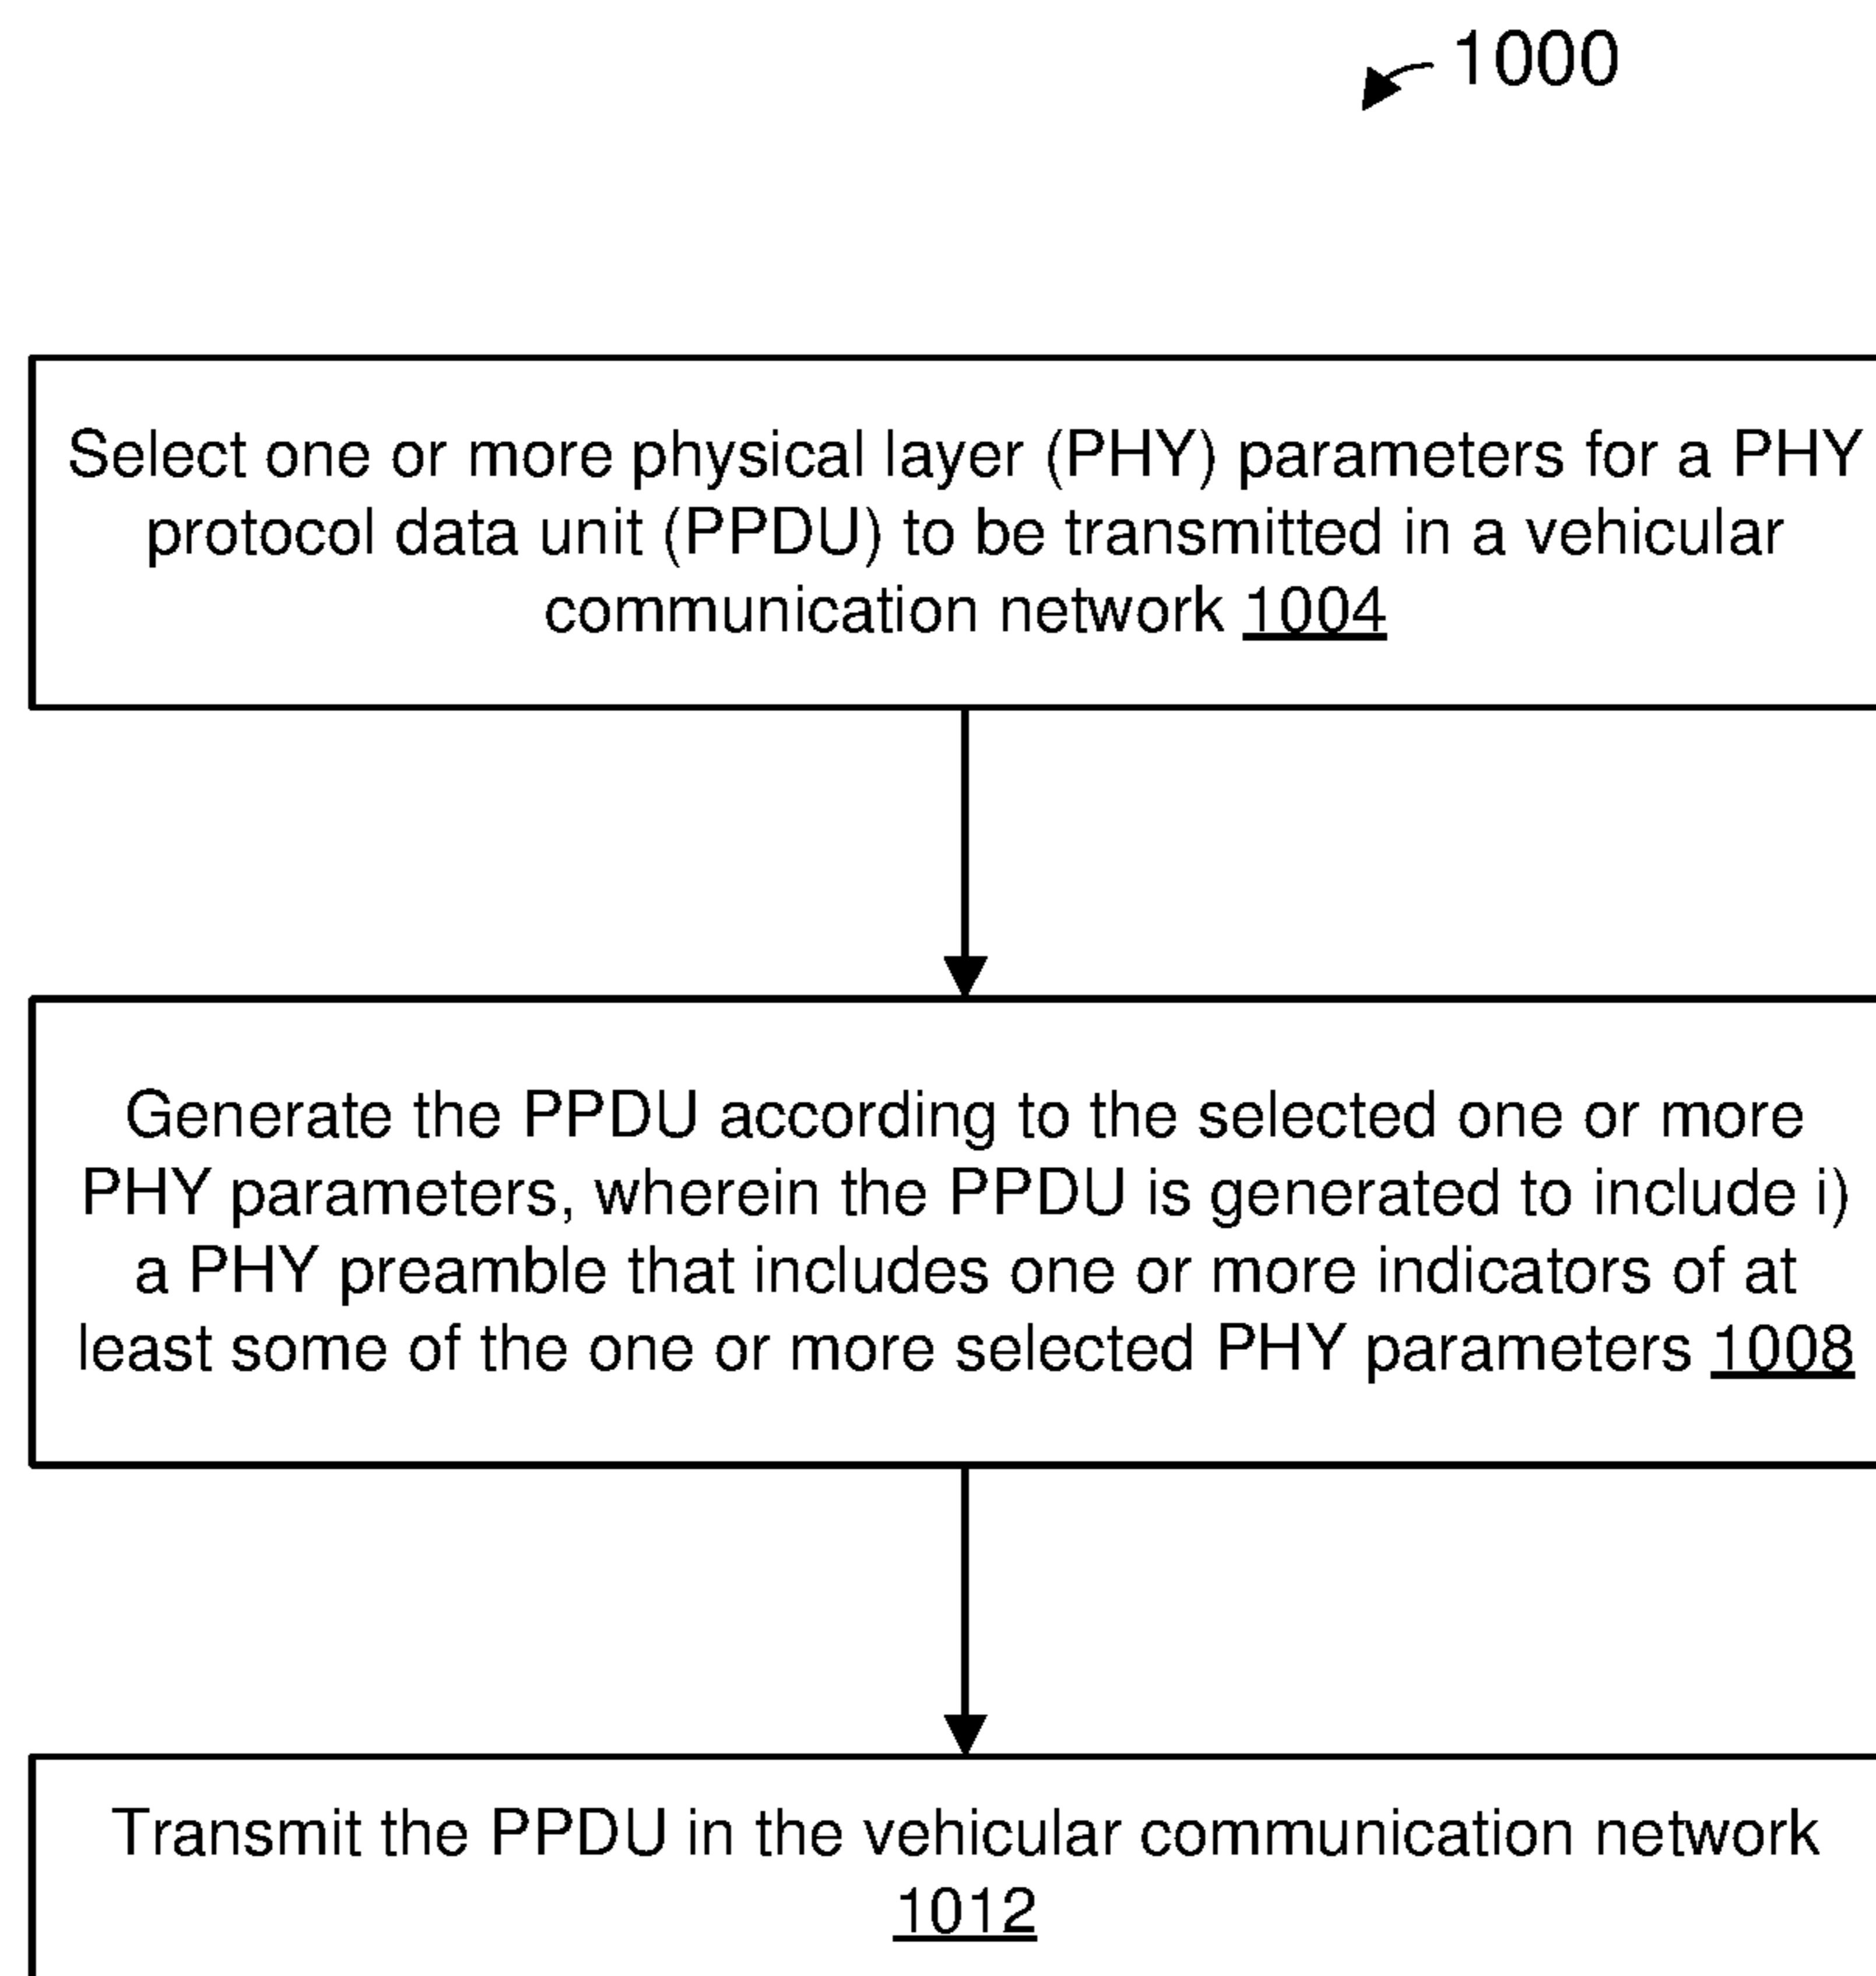 1000
Select one or more physical layer (PHY) parameters for a PHY
protocol data unit (PPDU) to be transmitted in a vehicular
communication network 1004
Generate the PPDU according to the selected one or more
PHY parameters, wherein the PPDU is generated to include i)
a PHY preamble that includes one or more indicators of at
least some of the one or more selected PHY parameters 1008
Transmit the PPDU in the vehicular communication network
1012